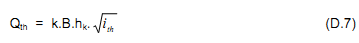 Qth = k.B.hk.√ith (D.7)